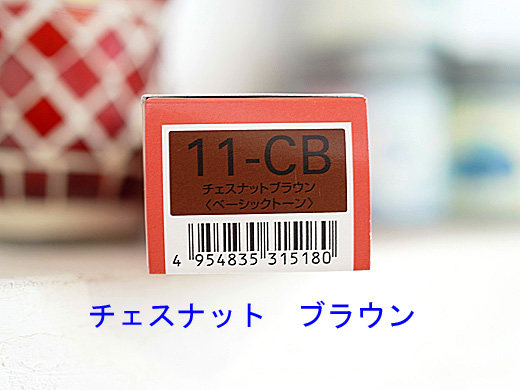 11-CB
チェスナットブラウン
〈ベーシックトーン〉
4 954835 315180
チェスナット　ブラウン